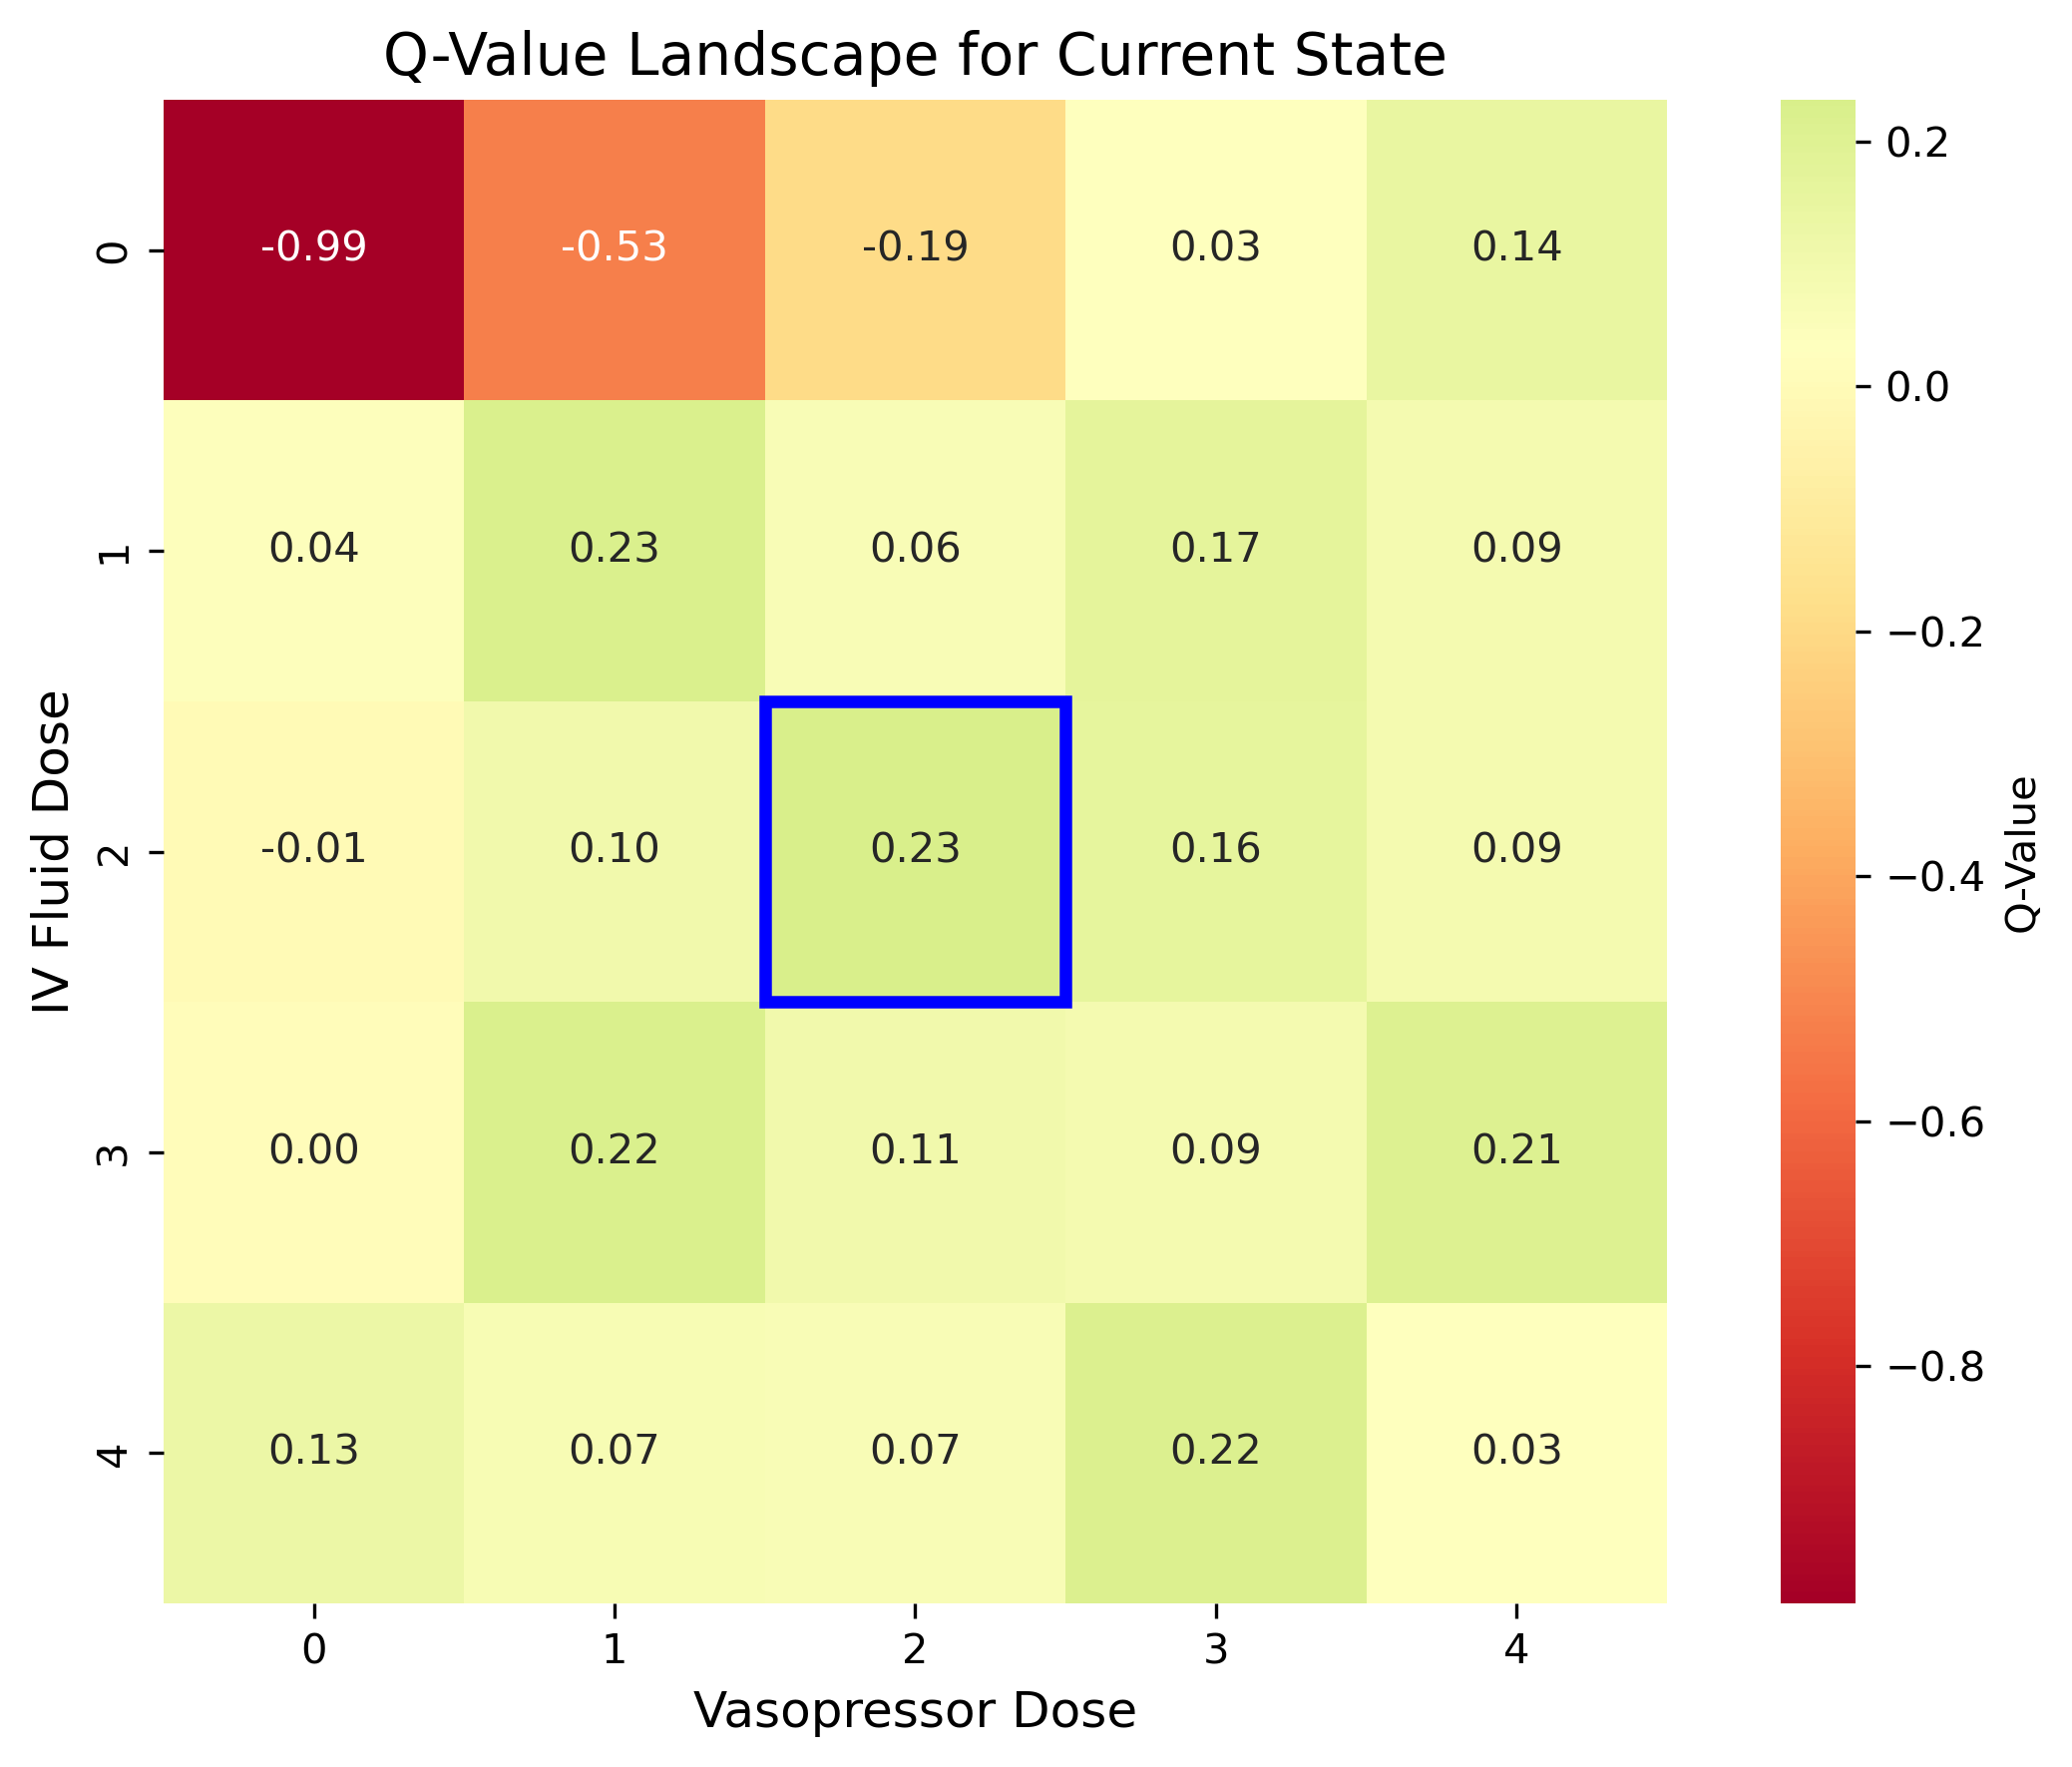 Q-Value Landscape for Current State
IV Fluid Dose
0
-0.99 -0.53 -0.19 0.03 0.14
1
0.04 0.23 0.06 0.17 0.09
2
-0.01 0.10 0.23 0.16 0.09
3
0.00 0.22 0.11 0.09 0.21
4
0.13 0.07 0.07 0.22 0.03
0 1 2 3 4
Vasopressor Dose
0.2
0.0
−0.2
−0.4
−0.6
−0.8
Q-Value